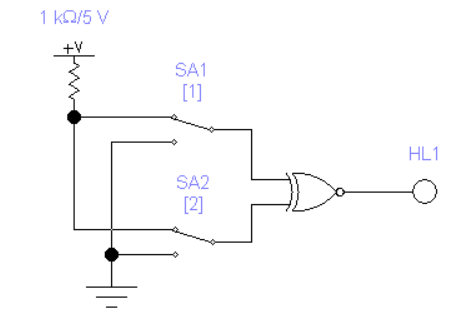 1 kΩ/5 V
+V
SA1
[1]
HL1
SA2
[2]